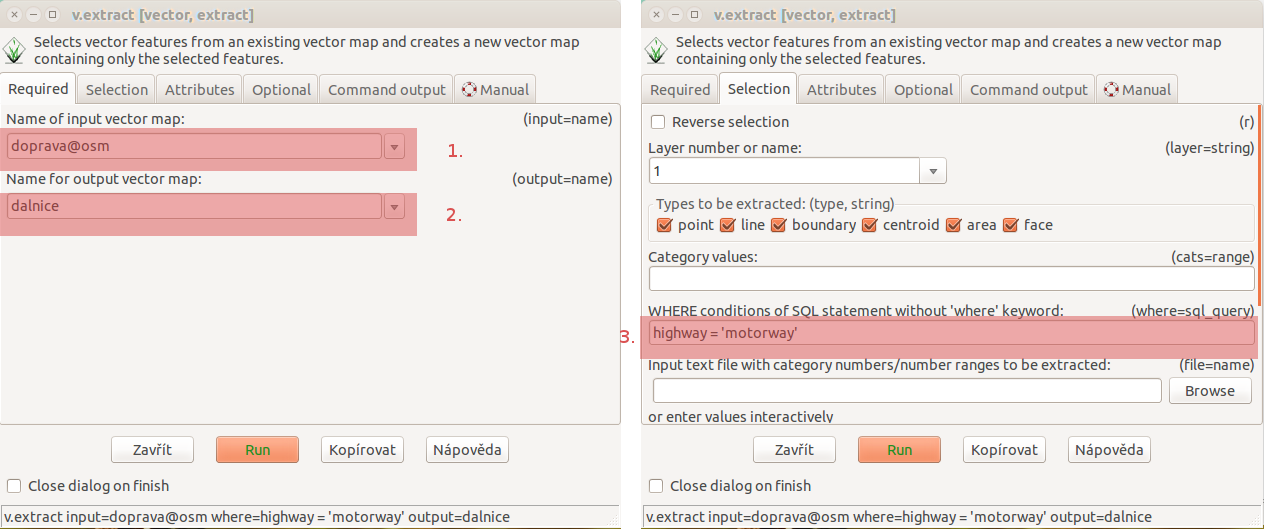 v.extract [vector, extract]
Selects vector features from an existing vector map and creates a new vector map
containing only the selected features.
Required Selection Attributes Optional Command output Manual
Name of input vector map: (input=name)
doprava@osm
1.
Name for output vector map: (output=name)
dalnice
2.
Zavřít Run Kopírovat Nápověda
Close dialog on finish
v.extract input=doprava@osm where=highway = 'motorway' output=dalnice
v.extract [vector, extract]
Selects vector features from an existing vector map and creates a new vector map
containing only the selected features.
Required Selection Attributes Optional Command output Manual
Reverse selection (r)
Layer number or name: (layer=string)
1
Types to be extracted: (type, string)
point line boundary centroid area face
Category values: (cats=range)
WHERE conditions of SQL statement without 'where' keyword: (where=sql_query)
3.
highway = 'motorway'
Input text file with category numbers/number ranges to be extracted: (file=name)
Browse
or enter values interactively
Zavřít Run Kopírovat Nápověda
Close dialog on finish
v.extract input=doprava@osm where=highway = 'motorway' output=dalnice